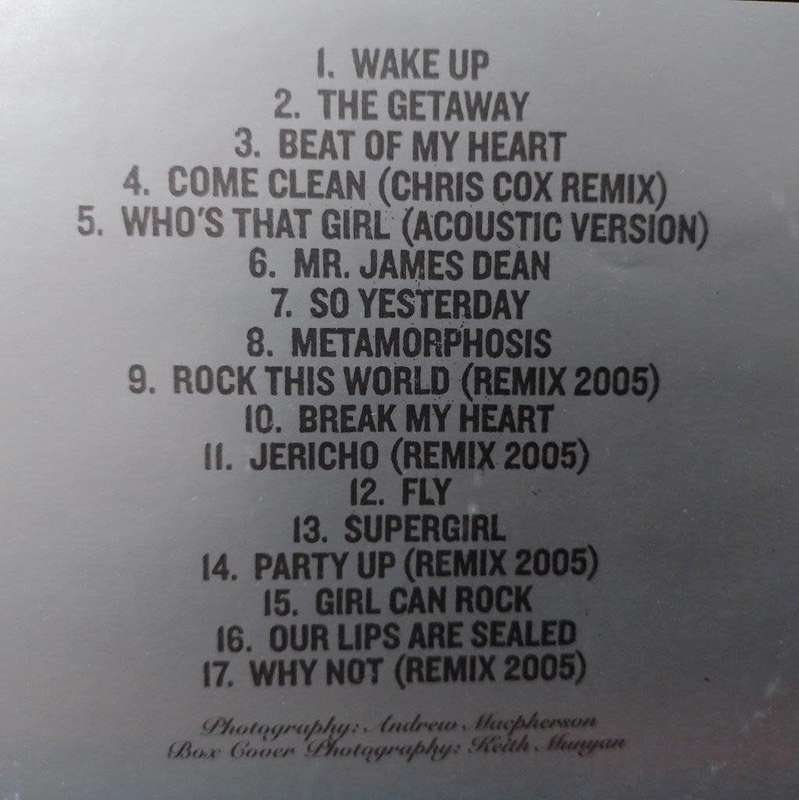 1. WAKE UP
2. THE GETAWAY
3. BEAT OF MY HEART
4. COME CLEAN (CHRIS COX REMIX)
5. WHO'S THAT GIRL (ACOUSTIC VERSION)
6. MR. JAMES DEAN
7. SO YESTERDAY
8. METAMORPHOSIS
9. ROCK THIS WORLD (REMIX 2005)
10. BREAK MY HEART
11. JERICHO (REMIX 2005)
12. FLY
13. SUPERGIRL
14. PARTY UP (REMIX 2005)
15. GIRL CAN ROCK
16. OUR LIPS ARE SEALED
17. WHY NOT (REMIX 2005)
Photography: Andrew Macpherson
Box Cover Photography: Keith Munyan